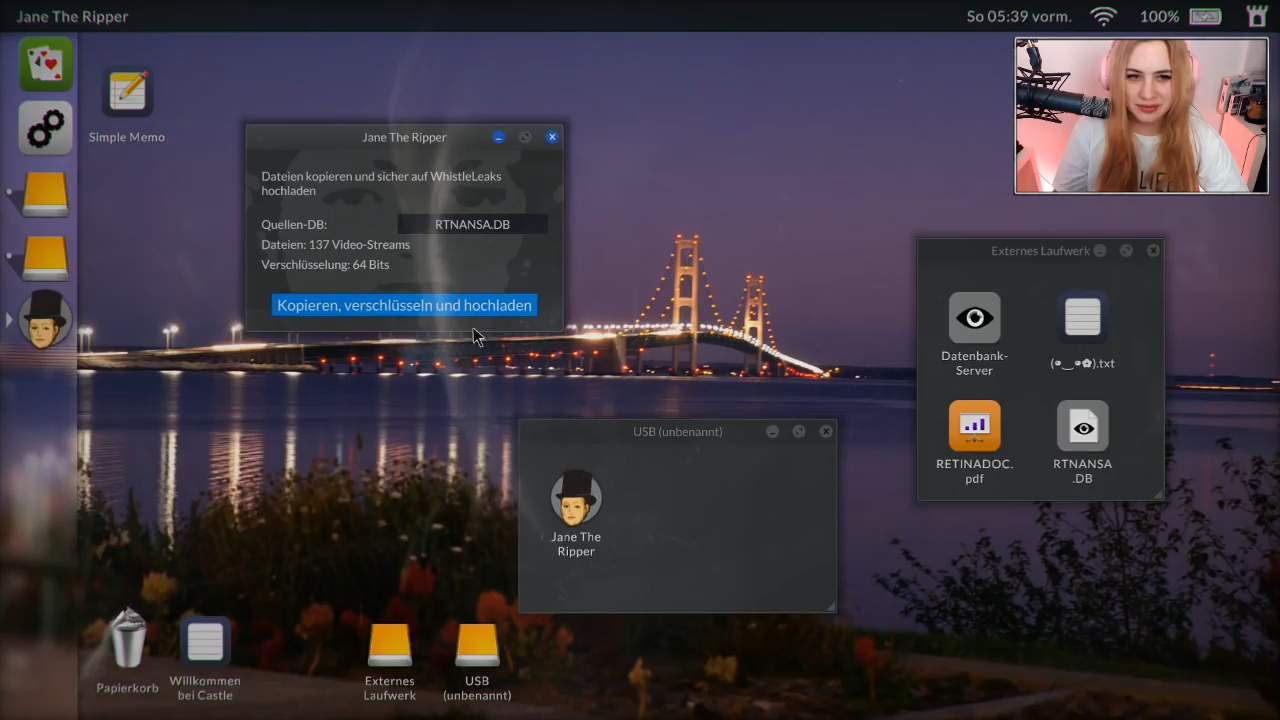 Jane The Ripper
So 05:39 vorm.
100%
Simple Memo
Jane The Ripper
Dateien kopieren und sicher auf WhistleLeaks
hochladen
Quellen-DB:
RTNANSA.DB
Dateien: 137 Video-Streams
Verschlüsselung: 64 Bits
Kopieren, verschlüsseln und hochladen
Externes Laufwerk
Datenbank-
Server
(•‿•✿).txt
RETINADOC.
pdf
RTNANSA
.DB
USB (unbenannt)
Jane The
Ripper
Papierkorb
Willkommen
bei Castle
Externes
Laufwerk
USB
(unbenannt)